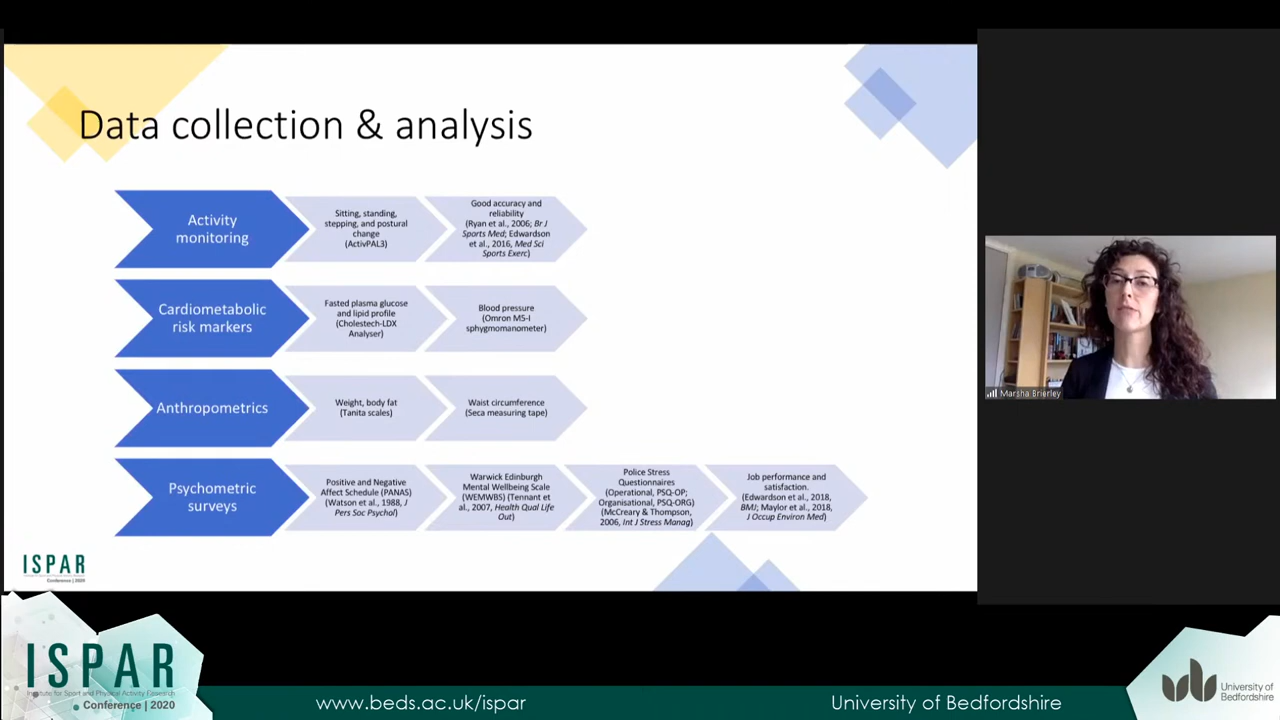 Data collection & analysis
Activity
monitoring
Sitting, standing,
stepping, and postural
change
(ActivPAL3)
Good accuracy and
reliability
(Ryan et al., 2006; Br J
Sports Med; Edwardson
et al., 2016, Med Sci
Sports Exerc)
Cardiometabolic
risk markers
Fasted plasma glucose
and lipid profile
(Cholestech-LDX
Analyser)
Blood pressure
(Omron M5-I
sphygmomanometer)
Anthropometrics
Weight, body fat
(Tanita scales)
Waist circumference
(Seca measuring tape)
Psychometric
surveys
Positive and Negative
Affect Schedule (PANAS)
(Watson et al., 1988, J
Pers Soc Psychol)
Warwick Edinburgh
Mental Wellbeing Scale
(WEMWBS) (Tennant et
al., 2007, Health Qual Life
Out)
Police Stress
Questionnaires
(Operational, PSQ-OP;
Organisational, PSQ-ORG)
(McCreary & Thompson,
2006, Int J Stress Manag)
Job performance and
satisfaction.
(Edwardson et al., 2018,
BMJ; Maylor et al., 2018,
J Occup Environ Med)
ISPAR
Conference | 2020
Marsha Brierley
ISPAR
Institute for Sport and Physical Activity Research
Conference | 2020
www.beds.ac.uk/ispar
University of Bedfordshire
University of
Bedfordshire